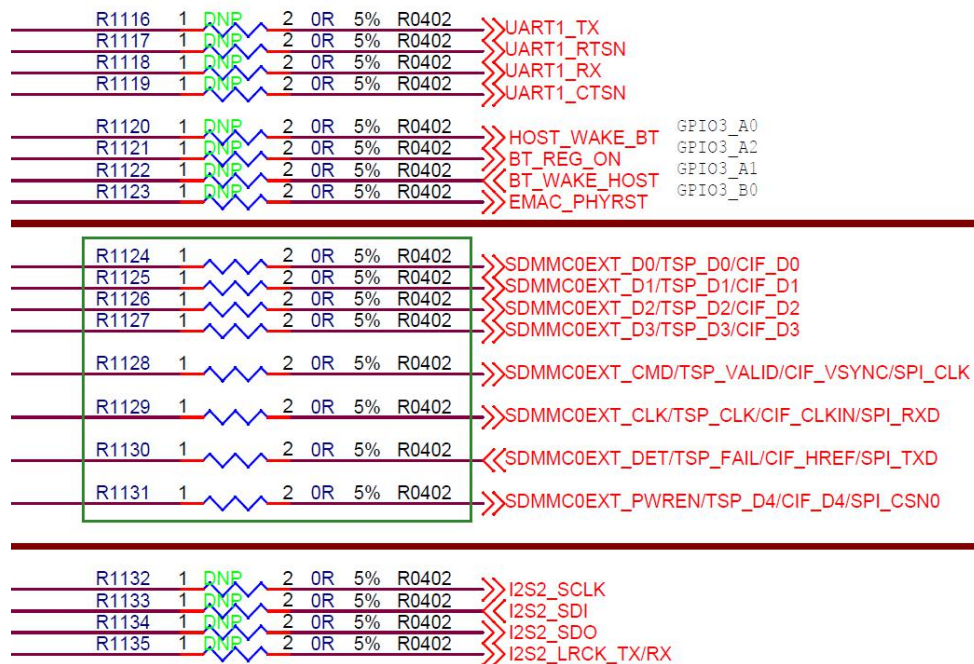 R1116 1 DNP 2 0R 5% R0402 UART1_TX
R1117 1 DNP 2 0R 5% R0402 UART1_RTSN
R1118 1 DNP 2 0R 5% R0402 UART1_RX
R1119 1 DNP 2 0R 5% R0402 UART1_CTSN
R1120 1 DNP 2 0R 5% R0402 HOST_WAKE_BT GPIO3_A0
R1121 1 DNP 2 0R 5% R0402 BT_REG_ON GPIO3_A2
R1122 1 DNP 2 0R 5% R0402 BT_WAKE_HOST GPIO3_A1
R1123 1 DNP 2 0R 5% R0402 EMAC_PHYRST GPIO3_B0
R1124 1 2 0R 5% R0402 SDMMC0EXT_D0/TSP_D0/CIF_D0
R1125 1 2 0R 5% R0402 SDMMC0EXT_D1/TSP_D1/CIF_D1
R1126 1 2 0R 5% R0402 SDMMC0EXT_D2/TSP_D2/CIF_D2
R1127 1 2 0R 5% R0402 SDMMC0EXT_D3/TSP_D3/CIF_D3
R1128 1 2 0R 5% R0402 SDMMC0EXT_CMD/TSP_VALID/CIF_VSYNC/SPI_CLK
R1129 1 2 0R 5% R0402 SDMMC0EXT_CLK/TSP_CLK/CIF_CLKIN/SPI_RXD
R1130 1 2 0R 5% R0402 SDMMC0EXT_DET/TSP_FAIL/CIF_HREF/SPI_TXD
R1131 1 2 0R 5% R0402 SDMMC0EXT_PWREN/TSP_D4/CIF_D4/SPI_CSN0
R1132 1 DNP 2 0R 5% R0402 I2S2_SCLK
R1133 1 DNP 2 0R 5% R0402 I2S2_SDI
R1134 1 DNP 2 0R 5% R0402 I2S2_SDO
R1135 1 DNP 2 0R 5% R0402 I2S2_LRCK_TX/RX